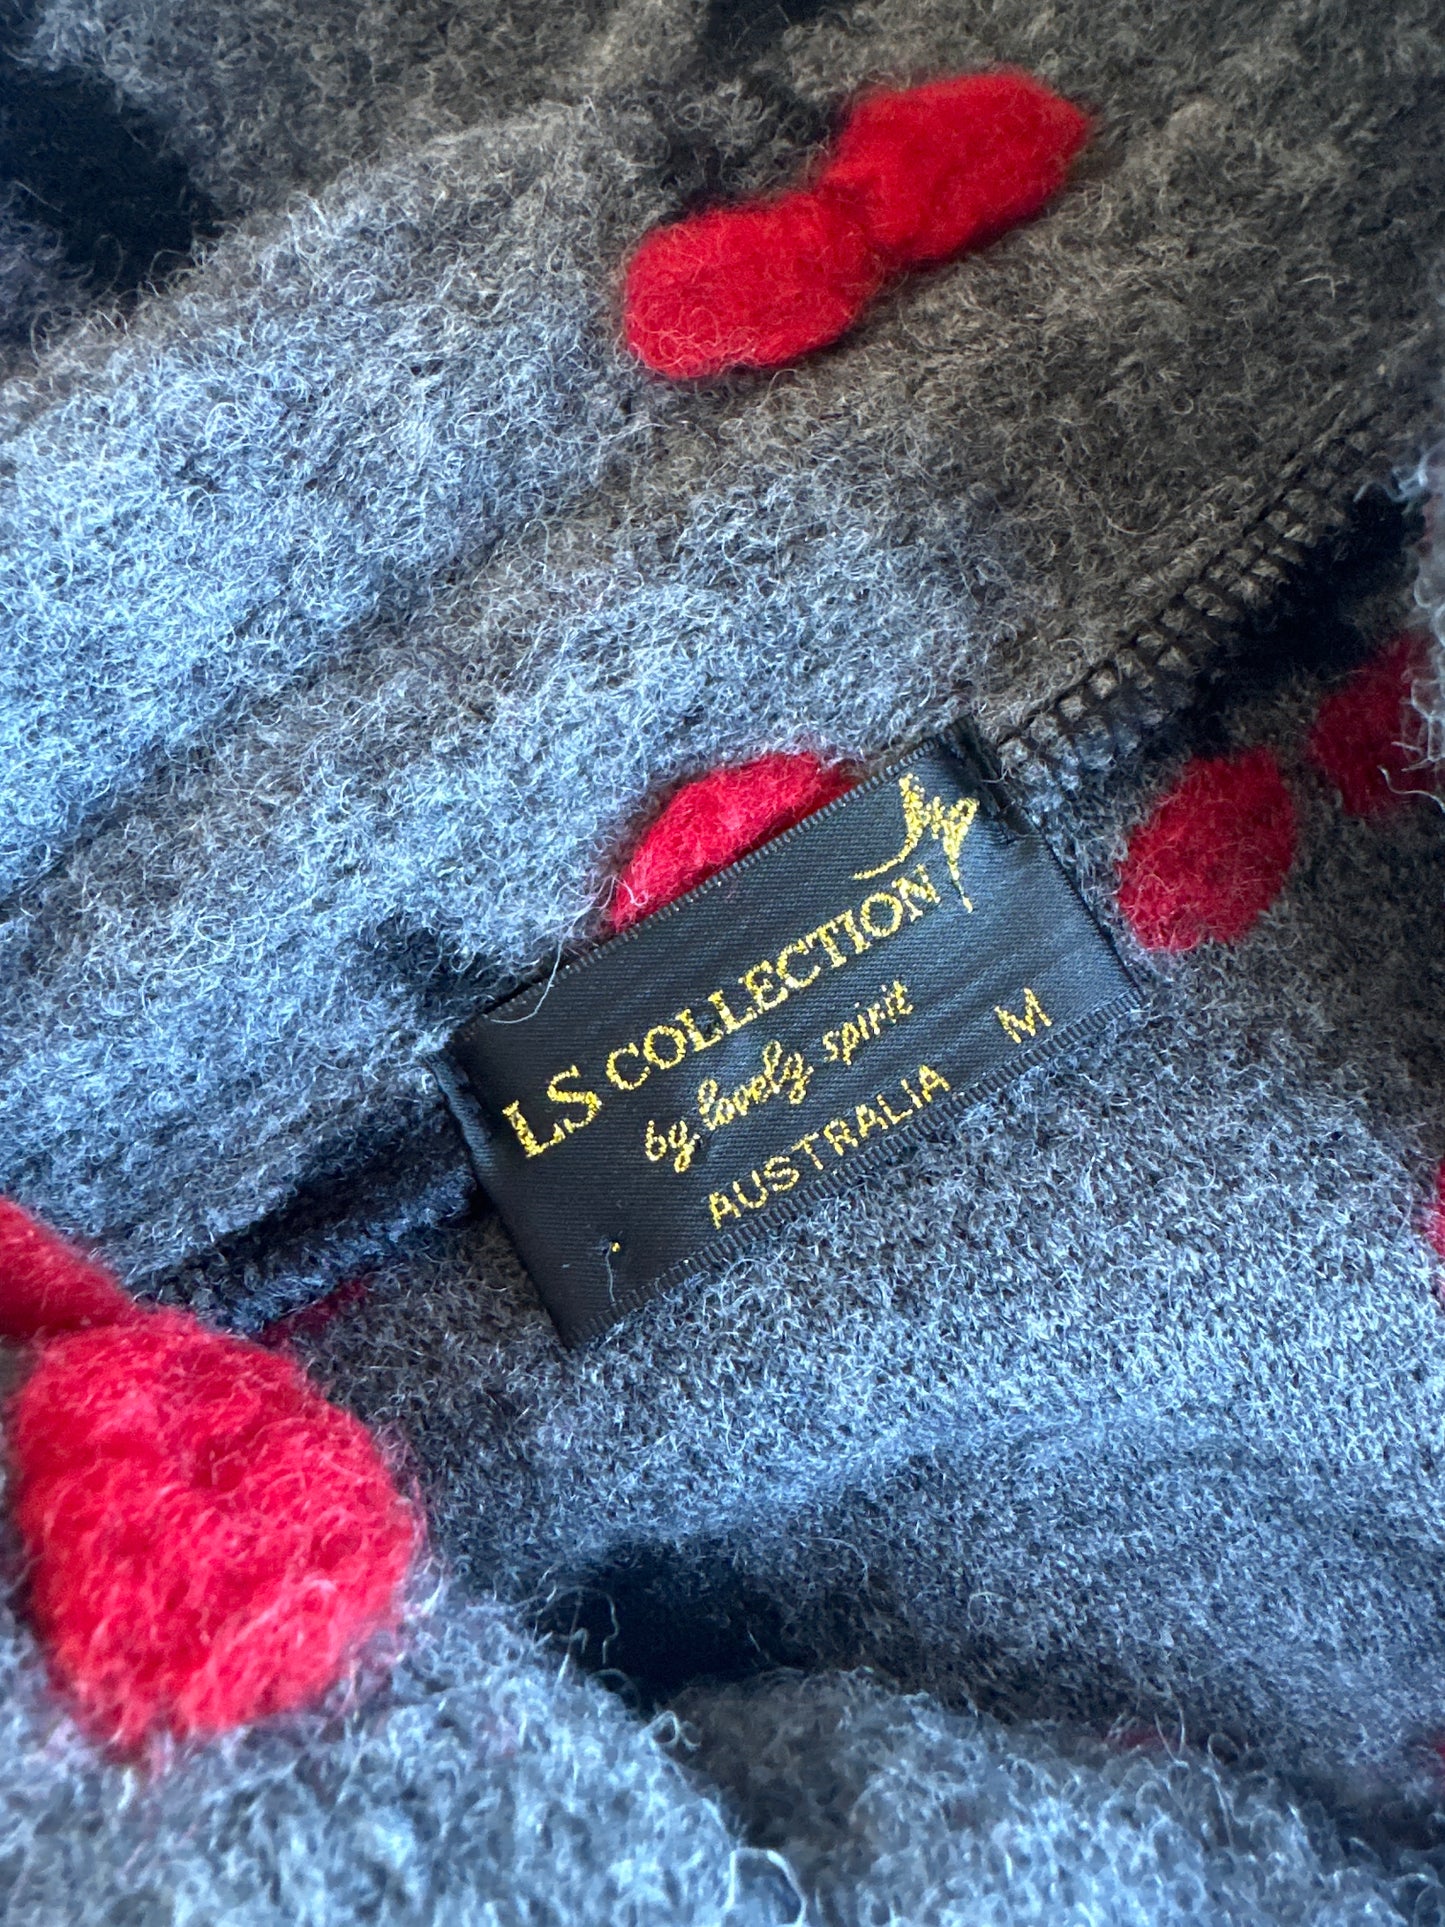 LS COLLECTION
by lovely spirit
AUSTRALIA M